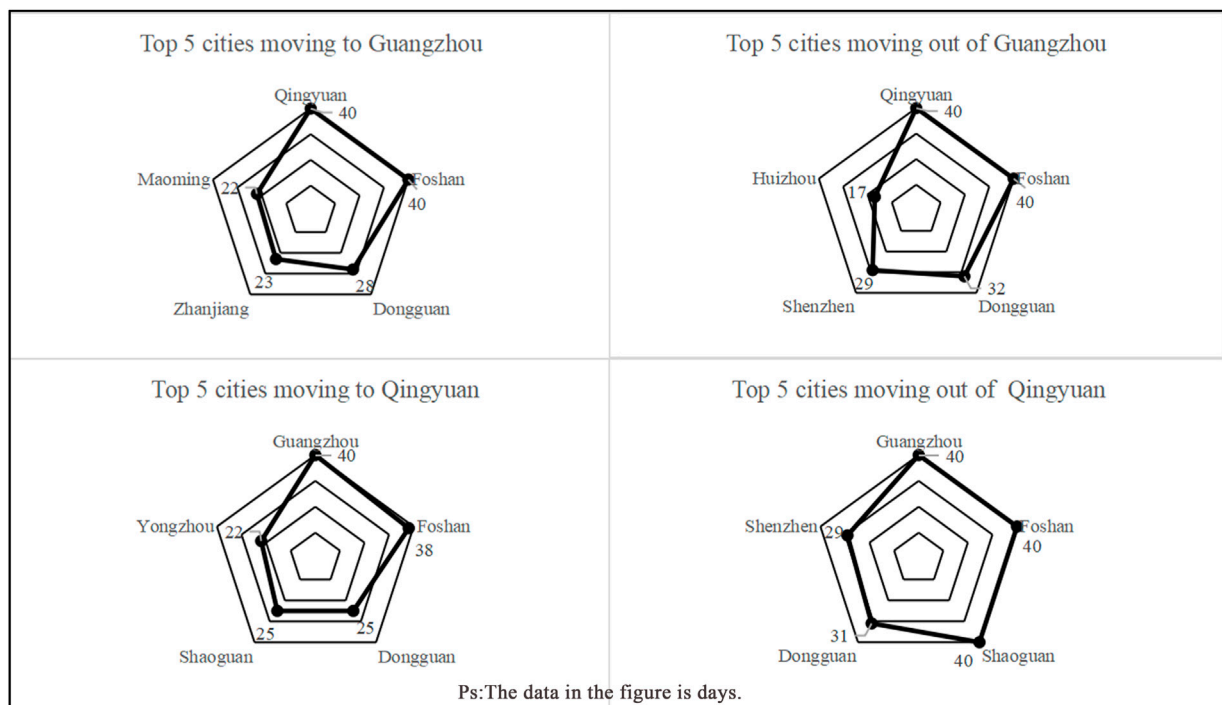 Top 5 cities moving to Guangzhou
Qingyuan
40
Maoming
22
Foshan
40
23
28
Zhanjiang
Dongguan
Top 5 cities moving out of Guangzhou
Qingyuan
40
Huizhou
17
Foshan
40
29
32
Shenzhen
Dongguan
Top 5 cities moving to Qingyuan
Guangzhou
40
Yongzhou
22
Foshan
38
25
25
Shaoguan
Dongguan
Top 5 cities moving out of  Qingyuan
Guangzhou
40
Shenzhen
29
Foshan
40
31
40
Dongguan
Shaoguan
Ps:The data in the figure is days.